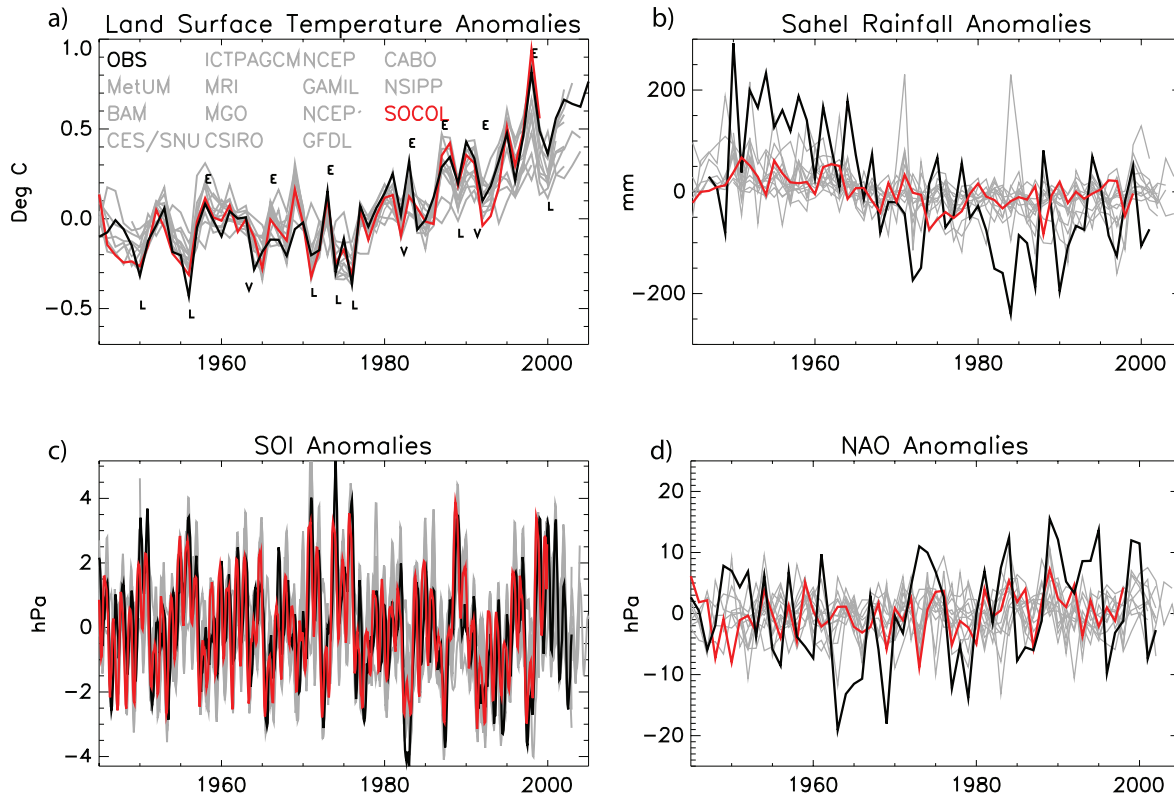 a) Land Surface Temperature Anomalies
OBS ICTPAGCM NCEP CABO
MetUM MRI GAMIL NSIPP
BAM MGO NCEP- SOCOL
CES/SNU CSIRO GFDL
E
E
E
E
E
E
E
L
L
V
L
L
L
V
L
V
L
Deg C
1.0
0.5
0.0
−0.5
1960 1980 2000
b) Sahel Rainfall Anomalies
mm
200
0
−200
1960 1980 2000
c) SOI Anomalies
hPa
4
2
0
−2
−4
1960 1980 2000
d) NAO Anomalies
hPa
20
10
0
−10
−20
1960 1980 2000